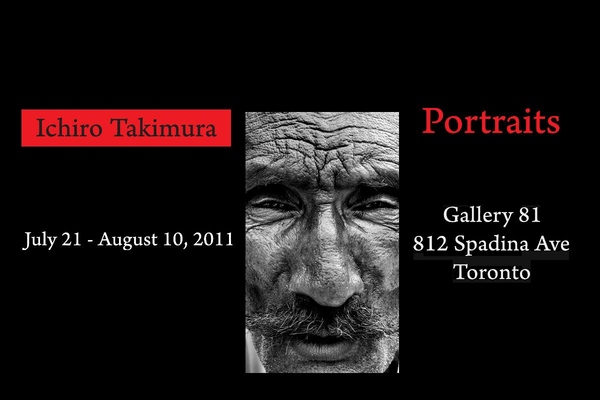 Ichiro Takimura
July 21 - August 10, 2011
Portraits
Gallery 81
812 Spadina Ave
Toronto